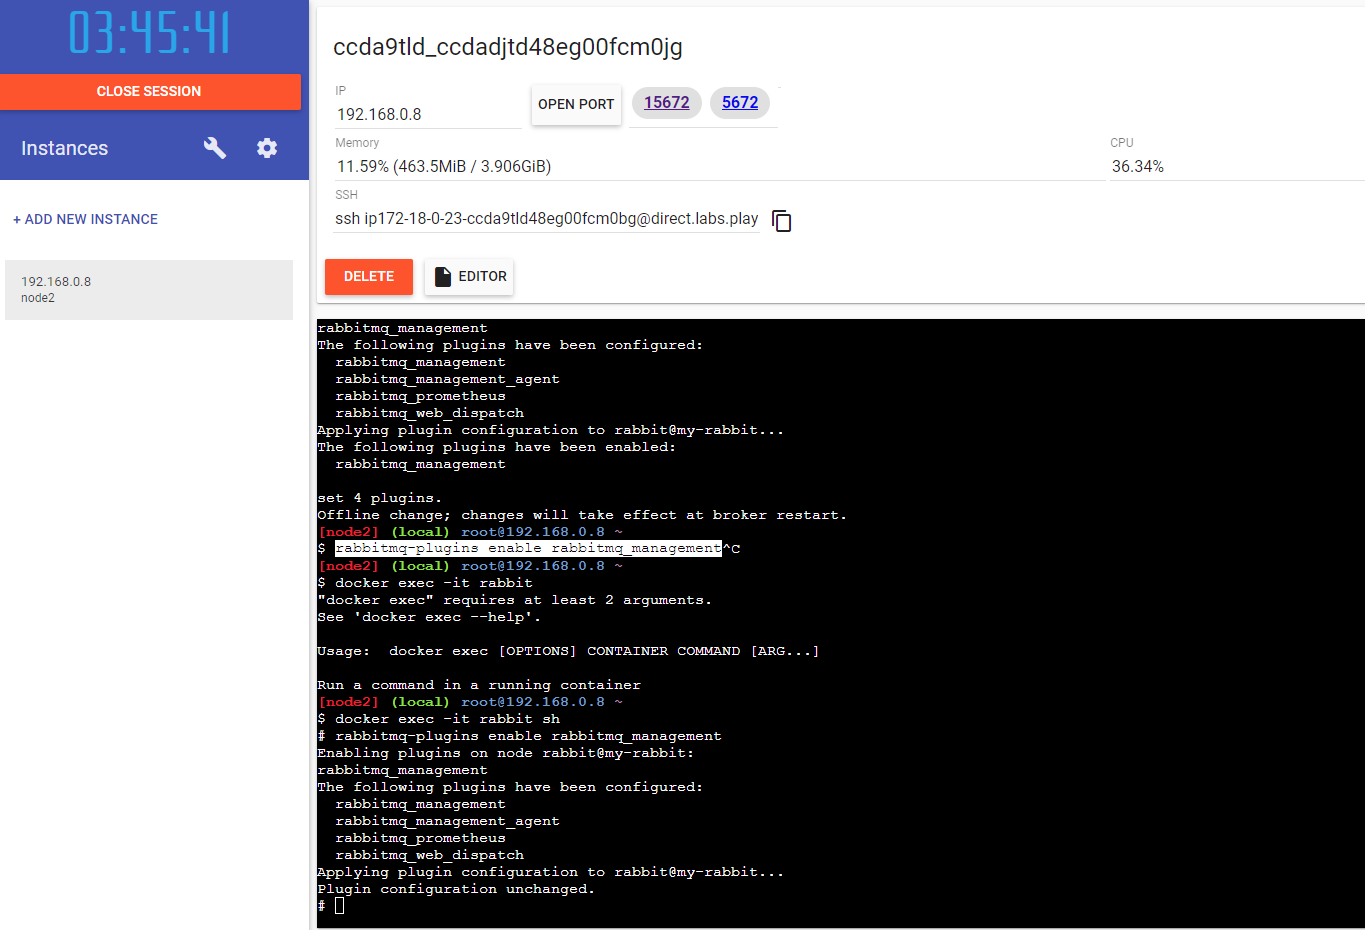 03:45:41
CLOSE SESSION
Instances
+ ADD NEW INSTANCE
192.168.0.8
node2
ccda9tld_ccdadjtd48eg00fcm0jg
IP
192.168.0.8
OPEN PORT
15672
5672
Memory
11.59% (463.5MiB / 3.906GiB)
CPU
36.34%
SSH
ssh ip172-18-0-23-ccda9tld48eg00fcm0bg@direct.labs.play
DELETE
EDITOR
rabbitmq_management
The following plugins have been configured:
rabbitmq_management
rabbitmq_management_agent
rabbitmq_prometheus
rabbitmq_web_dispatch
Applying plugin configuration to rabbit@my-rabbit...
The following plugins have been enabled:
rabbitmq_management
set 4 plugins.
Offline change; changes will take effect at broker restart.
[node2] (local) root@192.168.0.8 ~
$ rabbitmq-plugins enable rabbitmq_management^C
[node2] (local) root@192.168.0.8 ~
$ docker exec -it rabbit
"docker exec" requires at least 2 arguments.
See 'docker exec --help'.
Usage:  docker exec [OPTIONS] CONTAINER COMMAND [ARG...]
Run a command in a running container
[node2] (local) root@192.168.0.8 ~
$ docker exec -it rabbit sh
# rabbitmq-plugins enable rabbitmq_management
Enabling plugins on node rabbit@my-rabbit:
rabbitmq_management
The following plugins have been configured:
rabbitmq_management
rabbitmq_management_agent
rabbitmq_prometheus
rabbitmq_web_dispatch
Applying plugin configuration to rabbit@my-rabbit...
Plugin configuration unchanged.
#